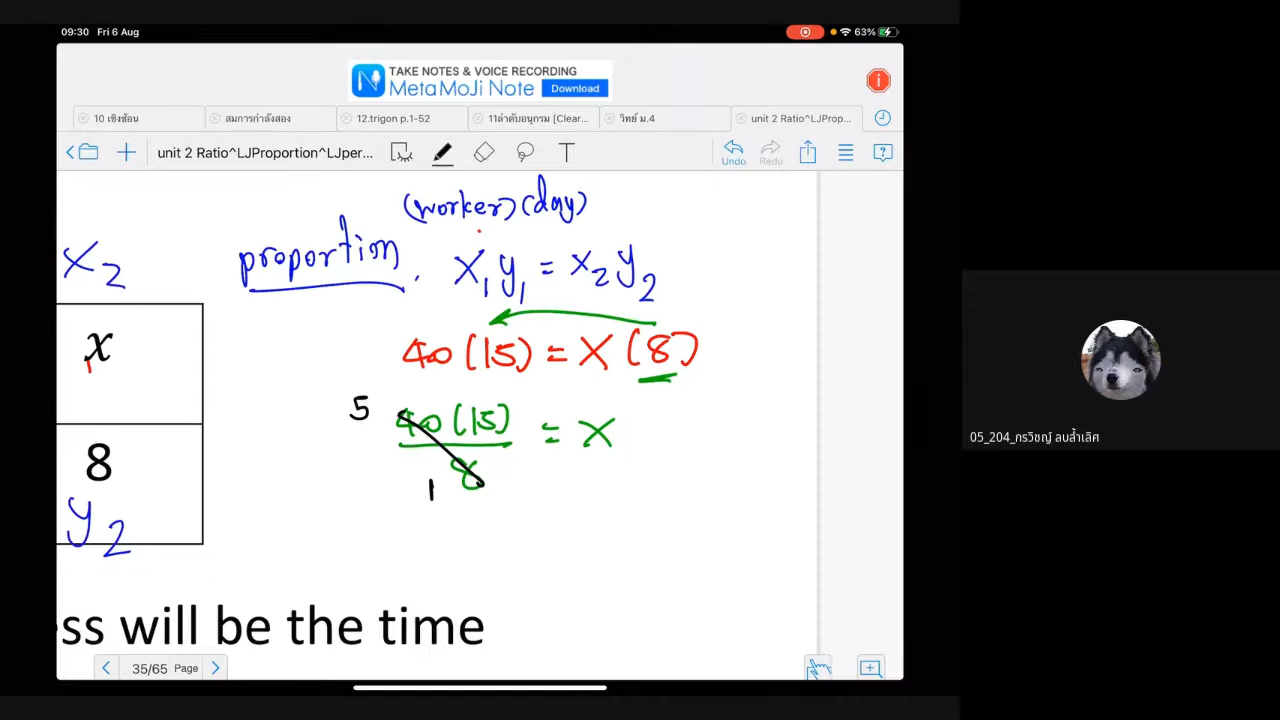 09:30 Fri 6 Aug
63%
TAKE NOTES & VOICE RECORDING
MetaMoJi Note Download
10 เชิงซ้อน
สมการกำลังสอง
12.trigon p.1-52
11ลำดับอนุกรม [Clear...
วิทย์ ม.4
unit 2 Ratio^LJProp...
unit 2 Ratio^LJProportion^LJper...
T
Undo
Redo
(worker) (day)
proportion. x₁y₁ = x₂y₂
x₂
x
8
y₂
40 (15) = x (8)
5
40 (15) / 8 = x
1
ess will be the time
35/65 Page
05_204_กรวิชญ์ ลบล้ำเลิศ